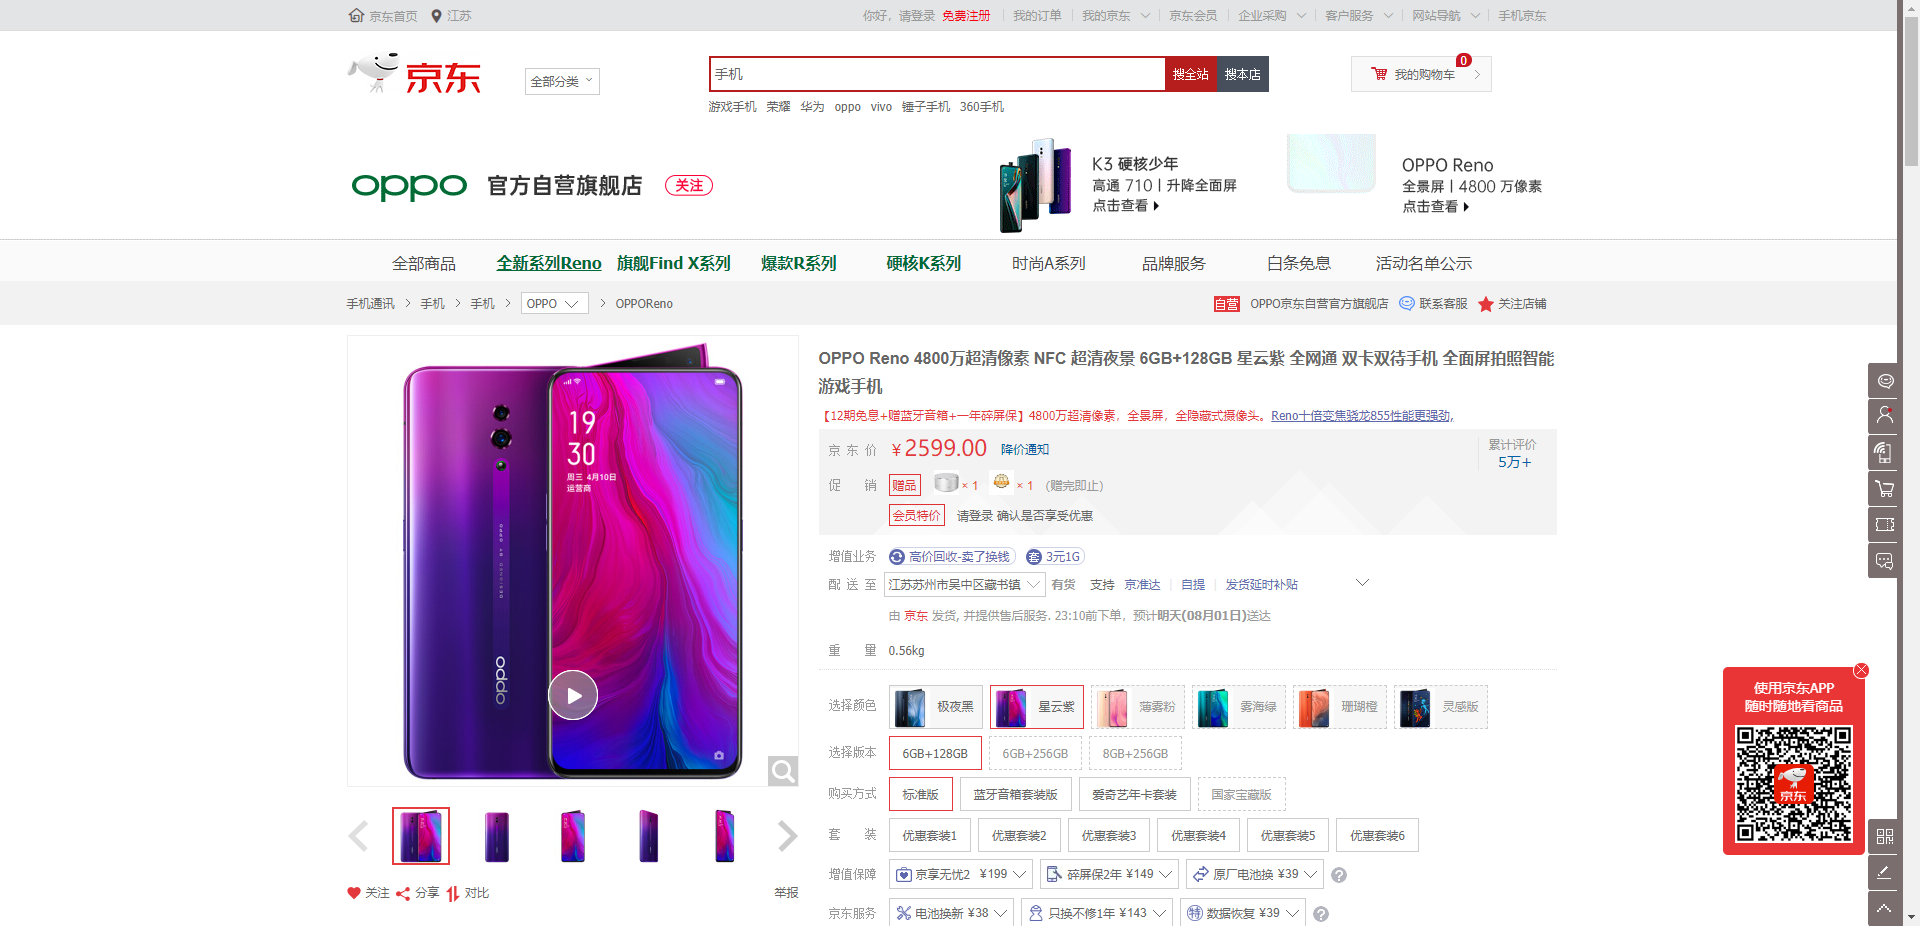 京东首页 江苏 你好，请登录 免费注册 我的订单 我的京东 京东会员 企业采购 客户服务 网站导航 手机京东
京东 全部分类 手机 搜全站 搜本店 我的购物车 0
游戏手机 荣耀 华为 oppo vivo 锤子手机 360手机
oppo 官方自营旗舰店 关注
K3 硬核少年
高通 710 | 升降全面屏
点击查看
OPPO Reno
全景屏 | 4800 万像素
点击查看
全部商品 全新系列Reno 旗舰Find X系列 爆款R系列 硬核K系列 时尚A系列 品牌服务 白条免息 活动名单公示
手机通讯 > 手机 > 手机 > OPPO > OPPOReno 自营 OPPO京东自营官方旗舰店 联系客服 关注店铺
19
30
周三 4月10日
运营商
DESIGNED BY OPPO
oppo
关注 分享 对比 举报
OPPO Reno 4800万超清像素 NFC 超清夜景 6GB+128GB 星云紫 全网通 双卡双待手机 全面屏拍照智能
游戏手机
【12期免息+赠蓝牙音箱+一年碎屏保】4800万超清像素，全景屏，全隐藏式摄像头。Reno十倍变焦骁龙855性能更强劲,
京东价 ￥2599.00 降价通知 累计评价
5万+
促销 赠品 × 1 × 1 （赠完即止）
会员特价 请登录 确认是否享受优惠
增值业务 高价回收-卖了换钱 套 3元1G
配送至 江苏苏州市吴中区藏书镇 有货 支持 京准达 | 自提 | 发货延时补贴
由 京东 发货, 并提供售后服务. 23:10前下单，预计明天(08月01日)送达
重量 0.56kg
选择颜色 极夜黑 星云紫 薄雾粉 雾海绿 珊瑚橙 灵感版
选择版本 6GB+128GB 6GB+256GB 8GB+256GB
购买方式 标准版 蓝牙音箱套装版 爱奇艺年卡套装 国家宝藏版
套装 优惠套装1 优惠套装2 优惠套装3 优惠套装4 优惠套装5 优惠套装6
增值保障 京享无忧2 ¥199 碎屏保2年 ¥149 原厂电池换 ¥39 ?
京东服务 电池换新 ¥38 只换不修1年 ¥143 特 数据恢复 ¥39 ?
使用京东APP
随时随地看商品
京东